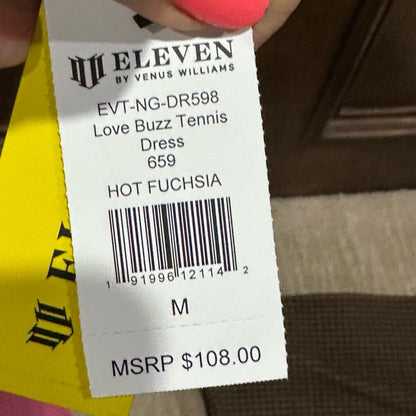 ELEVEN
BY VENUS WILLIAMS
EVT-NG-DR598
Love Buzz Tennis
Dress
659
HOT FUCHSIA
1 91996 12114 2
M
MSRP $108.00